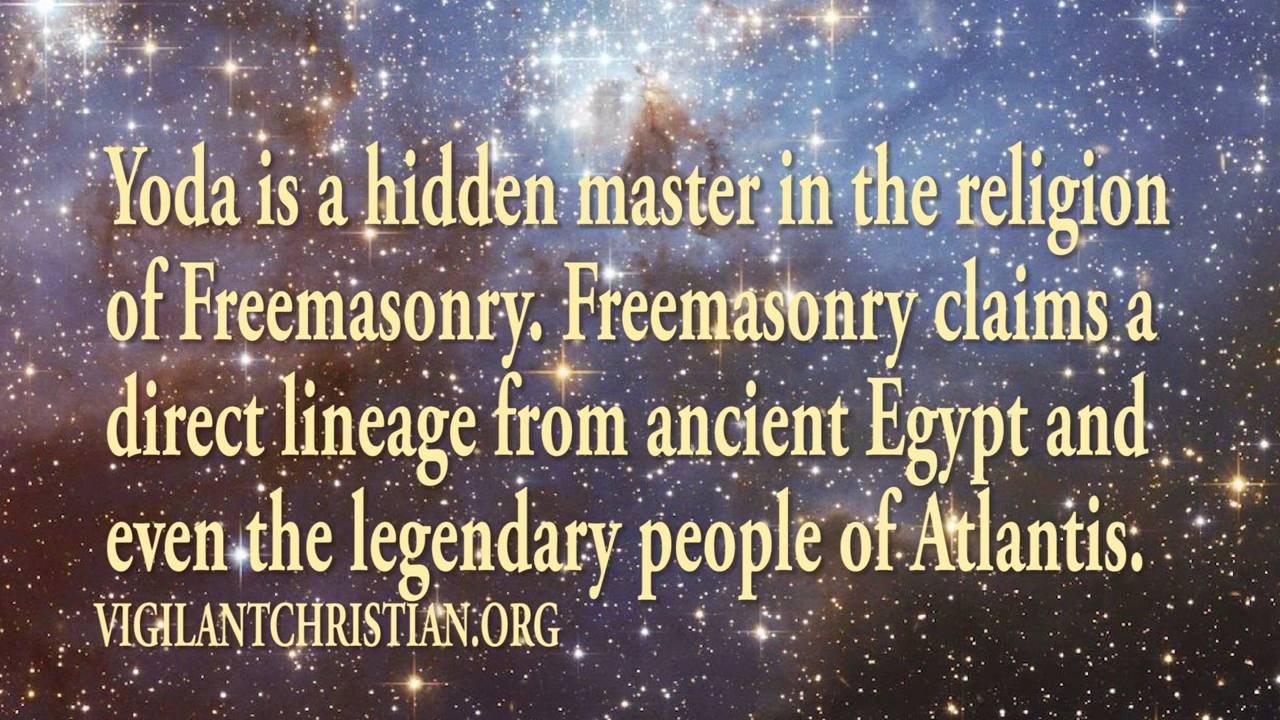 Yoda is a hidden master in the religion
of Freemasonry. Freemasonry claims a
direct lineage from ancient Egypt and
even the legendary people of Atlantis.
VIGILANTCHRISTIAN.ORG